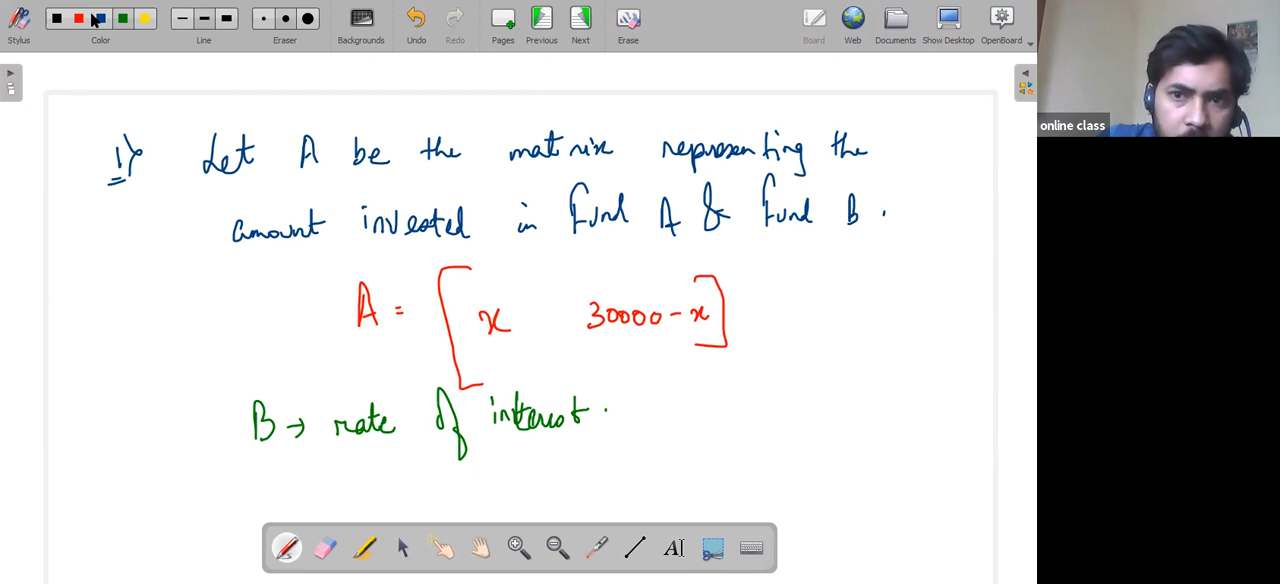 Stylus Color Line Eraser Backgrounds Undo Redo Pages Previous Next Erase Board Web Documents Show Desktop OpenBoard
online class
1) Let A be the matrix representing the
amount invested in Fund A & Fund B.
A = [ x 30000 - x ]
B → rate of interest.
AI